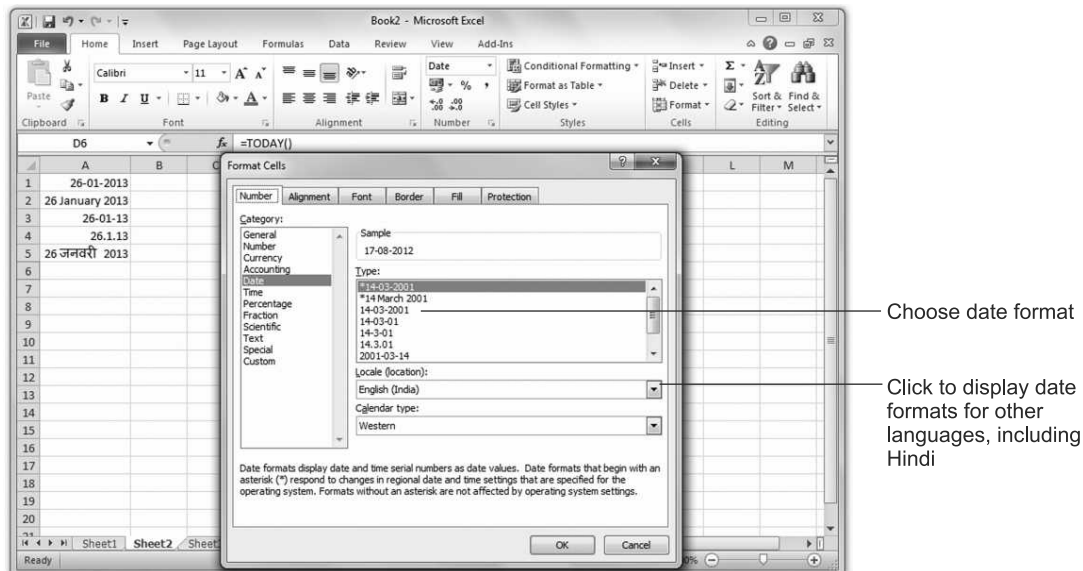 Book2 - Microsoft Excel
File Home Insert Page Layout Formulas Data Review View Add-Ins
Paste
Clipboard
Calibri 11 A A
B I U A
Font
Alignment
Date
% ,
Number
Conditional Formatting
Format as Table
Cell Styles
Styles
Insert
Delete
Format
Cells
Σ
Sort & Filter
Find & Select
Editing
D6 fx =TODAY()
A B C L M
1 26-01-2013
2 26 January 2013
3 26-01-13
4 26.1.13
5 26 जनवरी 2013
6
7
8
9
10
11
12
13
14
15
16
17
18
19
20
21
Format Cells
Number Alignment Font Border Fill Protection
Category:
General
Number
Currency
Accounting
Date
Time
Percentage
Fraction
Scientific
Text
Special
Custom
Sample
17-08-2012
Type:
*14-03-2001
*14 March 2001
14-03-2001
14-03-01
14-3-01
14.3.01
2001-03-14
Locale (location):
English (India)
Calendar type:
Western
Date formats display date and time serial numbers as date values. Date formats that begin with an
asterisk (*) respond to changes in regional date and time settings that are specified for the
operating system. Formats without an asterisk are not affected by operating system settings.
OK Cancel
Sheet1 Sheet2 Sheet
Ready 0%
Choose date format
Click to display date
formats for other
languages, including
Hindi